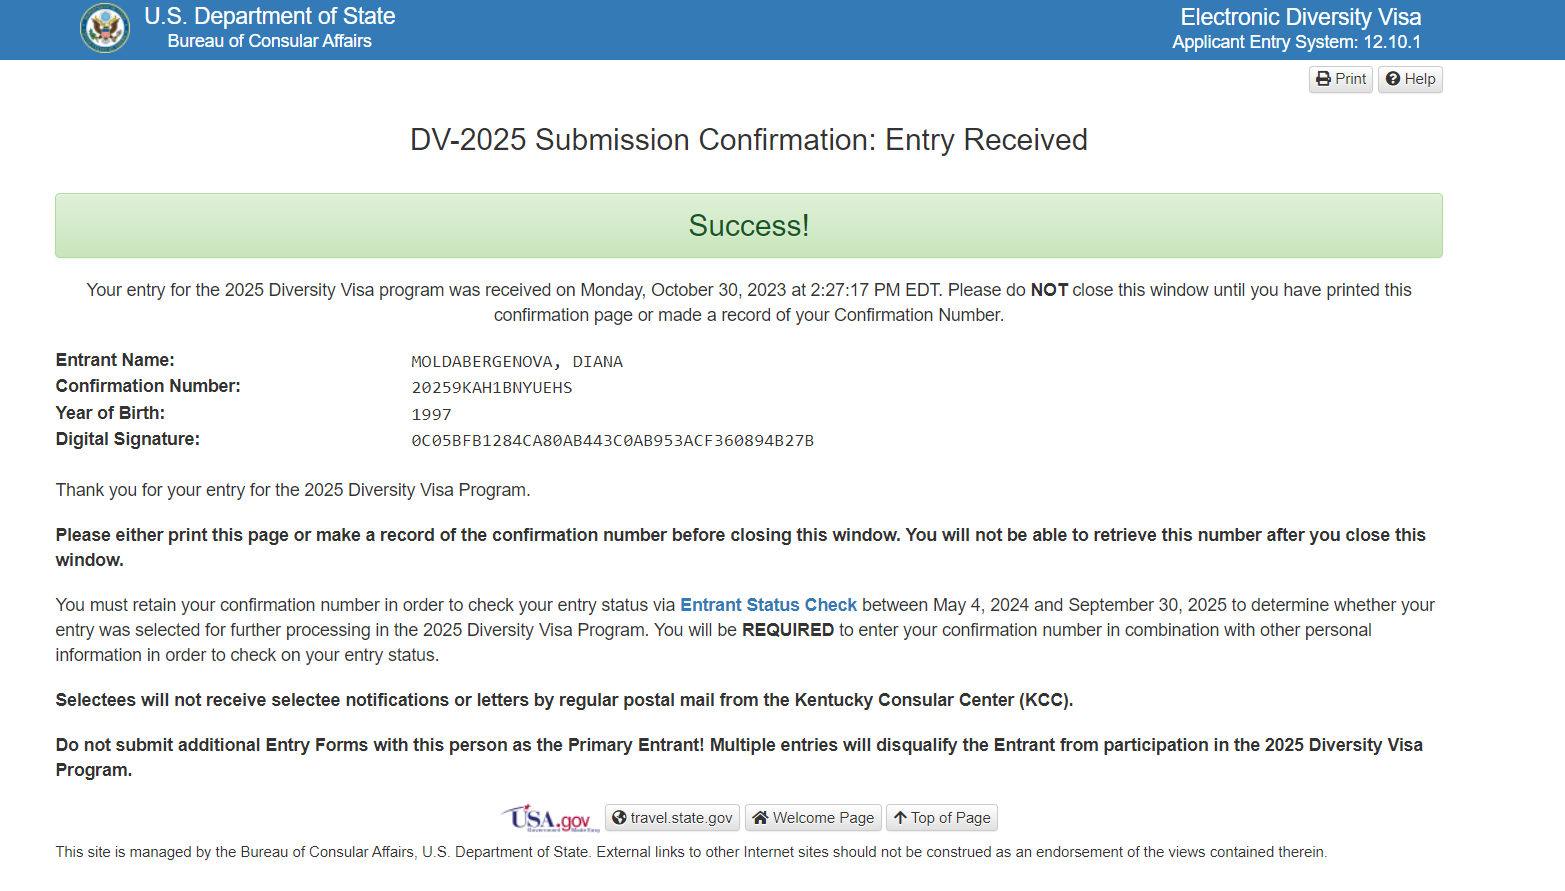 U.S. Department of State
Bureau of Consular Affairs
Electronic Diversity Visa
Applicant Entry System: 12.10.1
Print
Help
DV-2025 Submission Confirmation: Entry Received
Success!
Your entry for the 2025 Diversity Visa program was received on Monday, October 30, 2023 at 2:27:17 PM EDT. Please do NOT close this window until you have printed this
confirmation page or made a record of your Confirmation Number.
Entrant Name: MOLDABERGENOVA, DIANA
Confirmation Number: 20259KAH1BNYUEHS
Year of Birth: 1997
Digital Signature: 0C05BFB1284CA80AB443C0AB953ACF360894B27B
Thank you for your entry for the 2025 Diversity Visa Program.
Please either print this page or make a record of the confirmation number before closing this window. You will not be able to retrieve this number after you close this
window.
You must retain your confirmation number in order to check your entry status via Entrant Status Check between May 4, 2024 and September 30, 2025 to determine whether your
entry was selected for further processing in the 2025 Diversity Visa Program. You will be REQUIRED to enter your confirmation number in combination with other personal
information in order to check on your entry status.
Selectees will not receive selectee notifications or letters by regular postal mail from the Kentucky Consular Center (KCC).
Do not submit additional Entry Forms with this person as the Primary Entrant! Multiple entries will disqualify the Entrant from participation in the 2025 Diversity Visa
Program.
USA.gov
travel.state.gov
Welcome Page
Top of Page
This site is managed by the Bureau of Consular Affairs, U.S. Department of State. External links to other Internet sites should not be construed as an endorsement of the views contained therein.